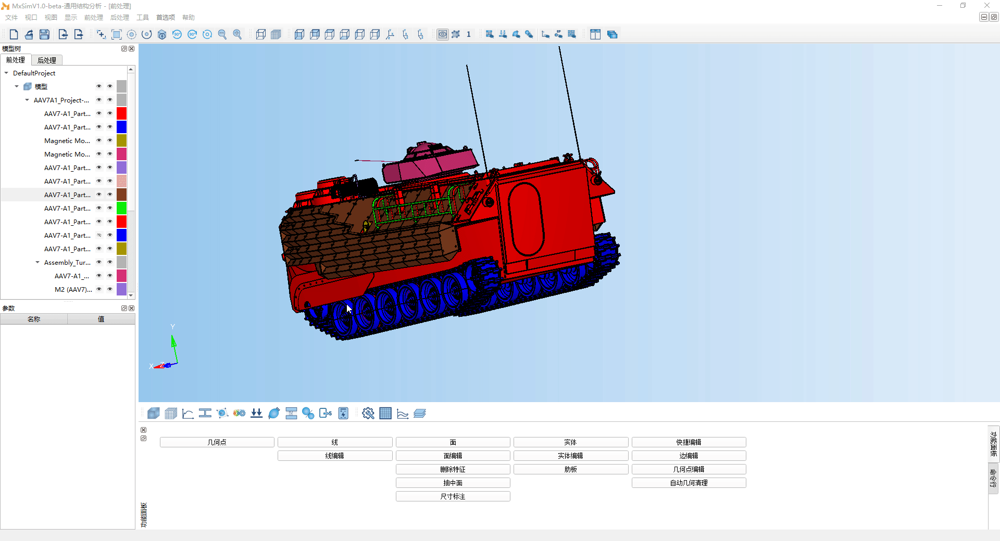 MxSimV1.0-beta-通用结构分析 - [前处理]
文件 视口 视图 显示 前处理 后处理 工具 首选项 帮助
90° 90° 1 RP
模型树
前处理 后处理
DefaultProject
模型
AAV7A1_Project-...
AAV7-A1_Part...
AAV7-A1_Part...
Magnetic Mo...
Magnetic Mo...
AAV7-A1_Part...
AAV7-A1_Part...
AAV7-A1_Part...
AAV7-A1_Part...
AAV7-A1_Part...
AAV7-A1_Part...
AAV7-A1_Part...
Assembly_Tur...
AAV7-A1_...
M2 (AAV7)...
参数
名称 值
Y
X Z
几何点 线 面 实体 快捷编辑
线编辑 面编辑 实体编辑 边编辑
删除特征 肋板 几何点编辑
抽中面 自动几何清理
尺寸标注
功能面板
功能面板
命令行